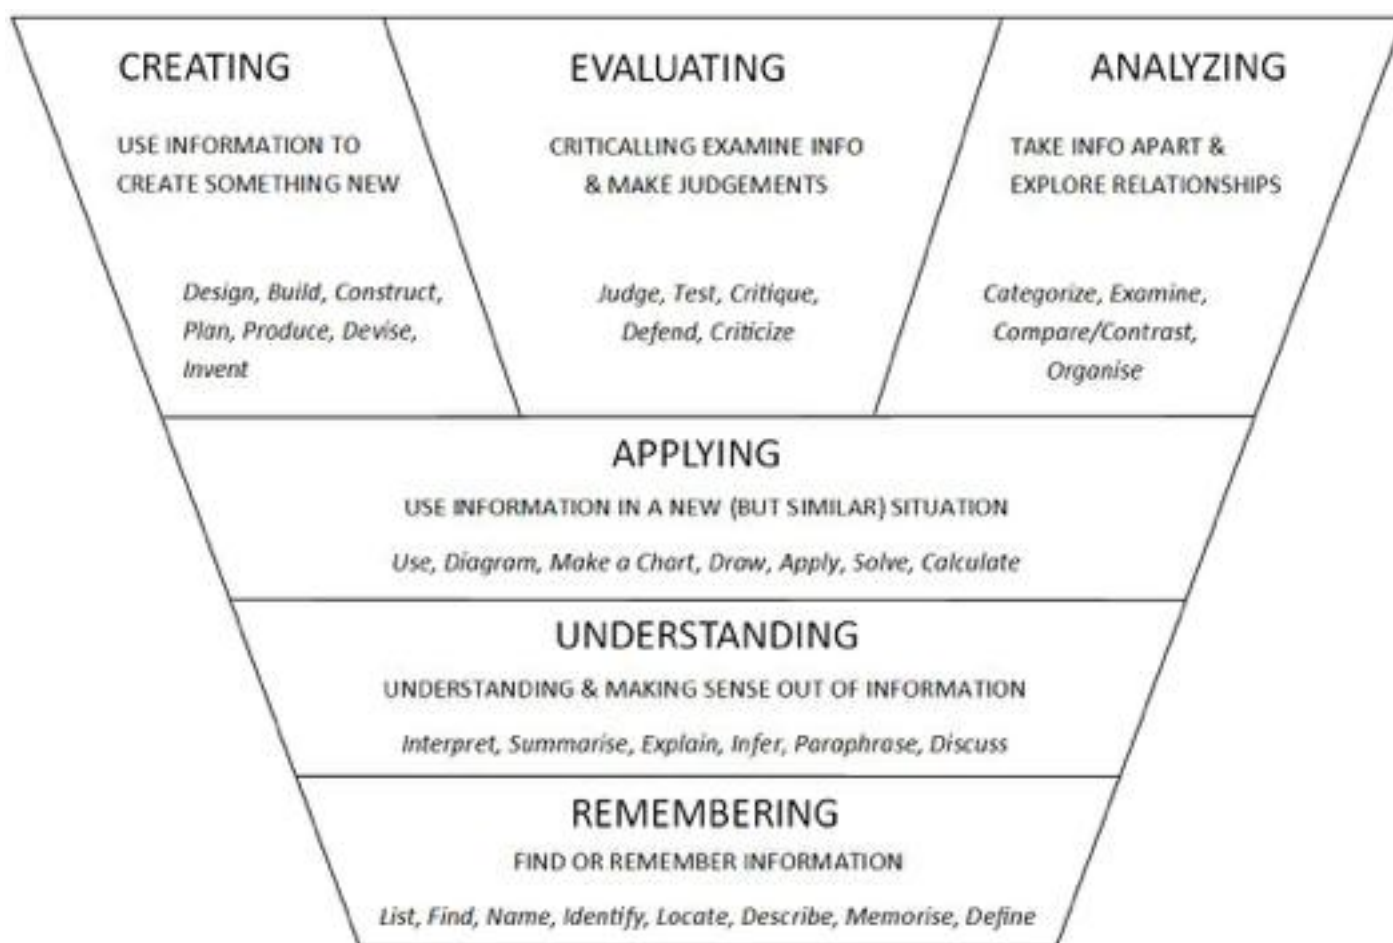 CREATING
USE INFORMATION TO
CREATE SOMETHING NEW
Design, Build, Construct,
Plan, Produce, Devise,
Invent
EVALUATING
CRITICALLING EXAMINE INFO
& MAKE JUDGEMENTS
Judge, Test, Critique,
Defend, Criticize
ANALYZING
TAKE INFO APART &
EXPLORE RELATIONSHIPS
Categorize, Examine,
Compare/Contrast,
Organise
APPLYING
USE INFORMATION IN A NEW (BUT SIMILAR) SITUATION
Use, Diagram, Make a Chart, Draw, Apply, Solve, Calculate
UNDERSTANDING
UNDERSTANDING & MAKING SENSE OUT OF INFORMATION
Interpret, Summarise, Explain, Infer, Paraphrase, Discuss
REMEMBERING
FIND OR REMEMBER INFORMATION
List, Find, Name, Identify, Locate, Describe, Memorise, Define